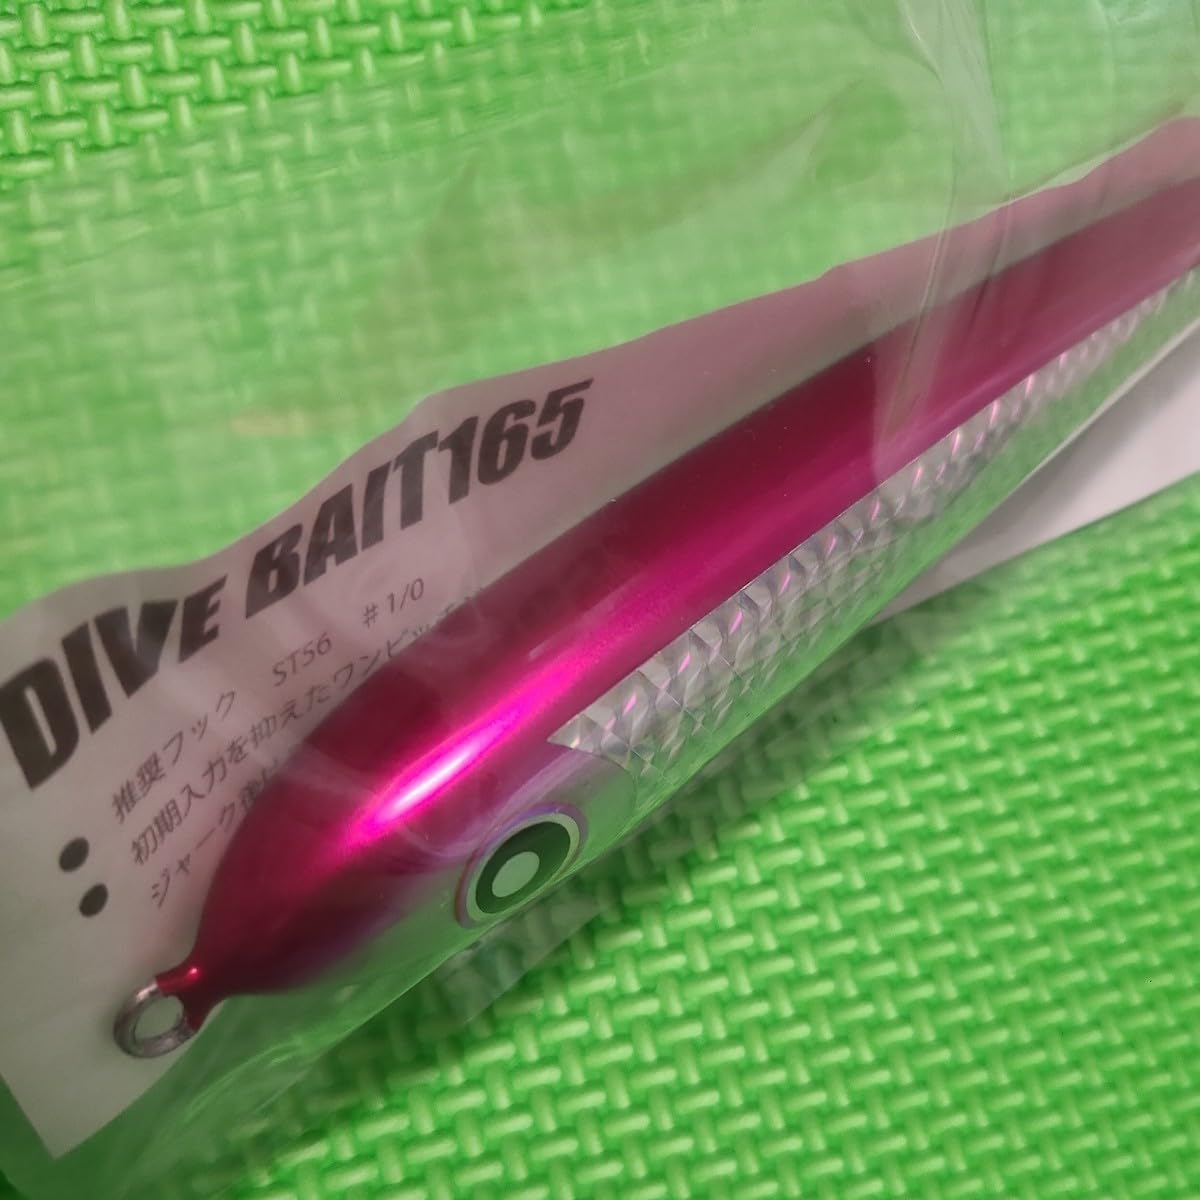 DIVE BAIT165
推奨フック ST56 #1/0
● 初期入力を抑えたワンピッチ
● ジャーク後